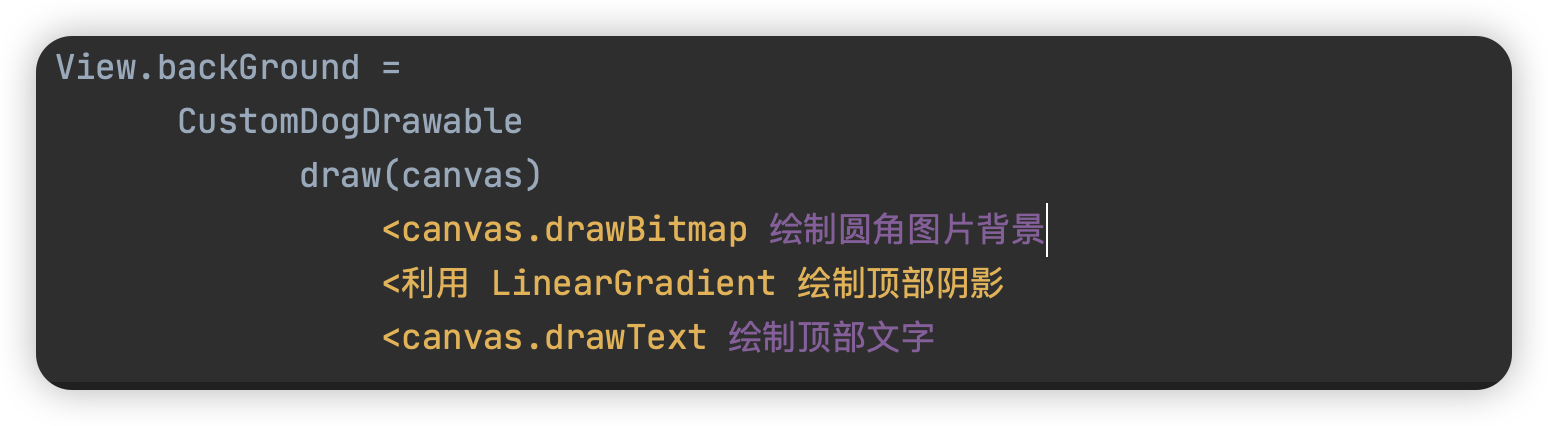 View.backGround =
CustomDogDrawable
draw(canvas)
<canvas.drawBitmap 绘制圆角图片背景
<利用 LinearGradient 绘制顶部阴影
<canvas.drawText 绘制顶部文字